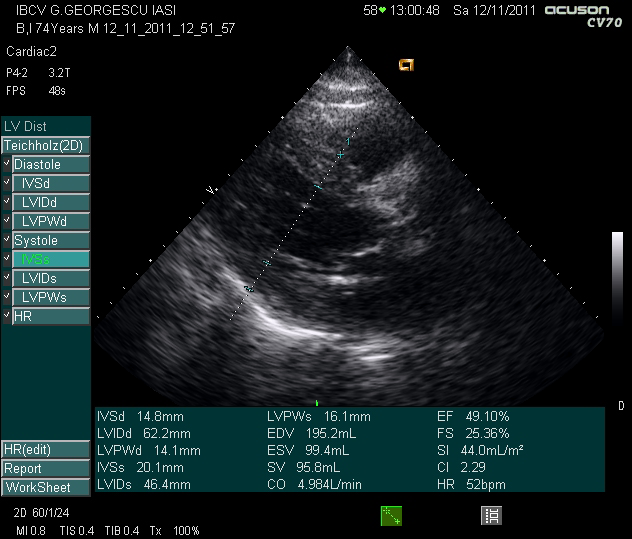 IBCV G.GEORGESCU IASI 58 13:00:48 Sa 12/11/2011 acuson
B,I 74Years M 12_11_2011_12_51_57 CV70
Cardiac2
P4-2 3.2T
FPS 48s
LV Dist
Teichholz(2D)
Diastole
IVSd
LVIDd
LVPWd
Systole
IVSs
LVIDs
LVPWs
HR
V
D
IVSd 14.8mm LVPWs 16.1mm EF 49.10%
LVIDd 62.2mm EDV 195.2mL FS 25.36%
LVPWd 14.1mm ESV 99.4mL SI 44.0mL/m²
IVSs 20.1mm SV 95.8mL CI 2.29
LVIDs 46.4mm CO 4.984L/min HR 52bpm
HR(edit)
Report
WorkSheet
2D 60/1/24
MI 0.8 TIS 0.4 TIB 0.4 Tx 100%